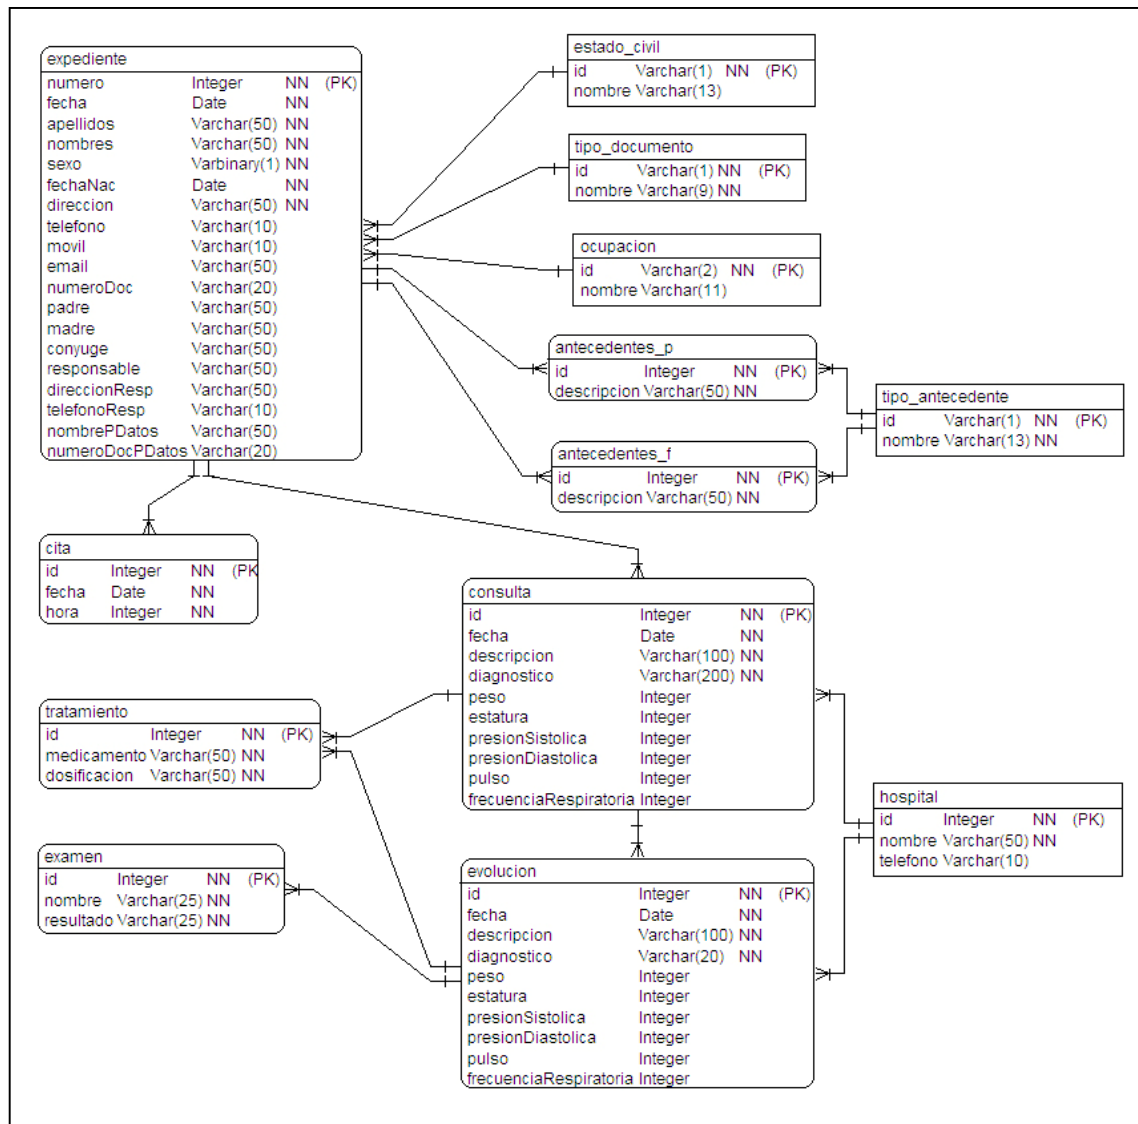 expediente
numero Integer NN (PK)
fecha Date NN
apellidos Varchar(50) NN
nombres Varchar(50) NN
sexo Varbinary(1) NN
fechaNac Date NN
direccion Varchar(50) NN
telefono Varchar(10)
movil Varchar(10)
email Varchar(50)
numeroDoc Varchar(20)
padre Varchar(50)
madre Varchar(50)
conyuge Varchar(50)
responsable Varchar(50)
direccionResp Varchar(50)
telefonoResp Varchar(10)
nombrePDatos Varchar(50)
numeroDocPDatos Varchar(20)
estado_civil
id Varchar(1) NN (PK)
nombre Varchar(13)
tipo_documento
id Varchar(1) NN (PK)
nombre Varchar(9) NN
ocupacion
id Varchar(2) NN (PK)
nombre Varchar(11)
antecedentes_p
id Integer NN (PK)
descripcion Varchar(50) NN
tipo_antecedente
id Varchar(1) NN (PK)
nombre Varchar(13) NN
antecedentes_f
id Integer NN (PK)
descripcion Varchar(50) NN
cita
id Integer NN (PK
fecha Date NN
hora Integer NN
consulta
id Integer NN (PK)
fecha Date NN
descripcion Varchar(100) NN
diagnostico Varchar(200) NN
peso Integer
estatura Integer
presionSistolica Integer
presionDiastolica Integer
pulso Integer
frecuenciaRespiratoria Integer
tratamiento
id Integer NN (PK)
medicamento Varchar(50) NN
dosificacion Varchar(50) NN
hospital
id Integer NN (PK)
nombre Varchar(50) NN
telefono Varchar(10)
examen
id Integer NN (PK)
nombre Varchar(25) NN
resultado Varchar(25) NN
evolucion
id Integer NN (PK)
fecha Date NN
descripcion Varchar(100) NN
diagnostico Varchar(20) NN
peso Integer
estatura Integer
presionSistolica Integer
presionDiastolica Integer
pulso Integer
frecuenciaRespiratoria Integer